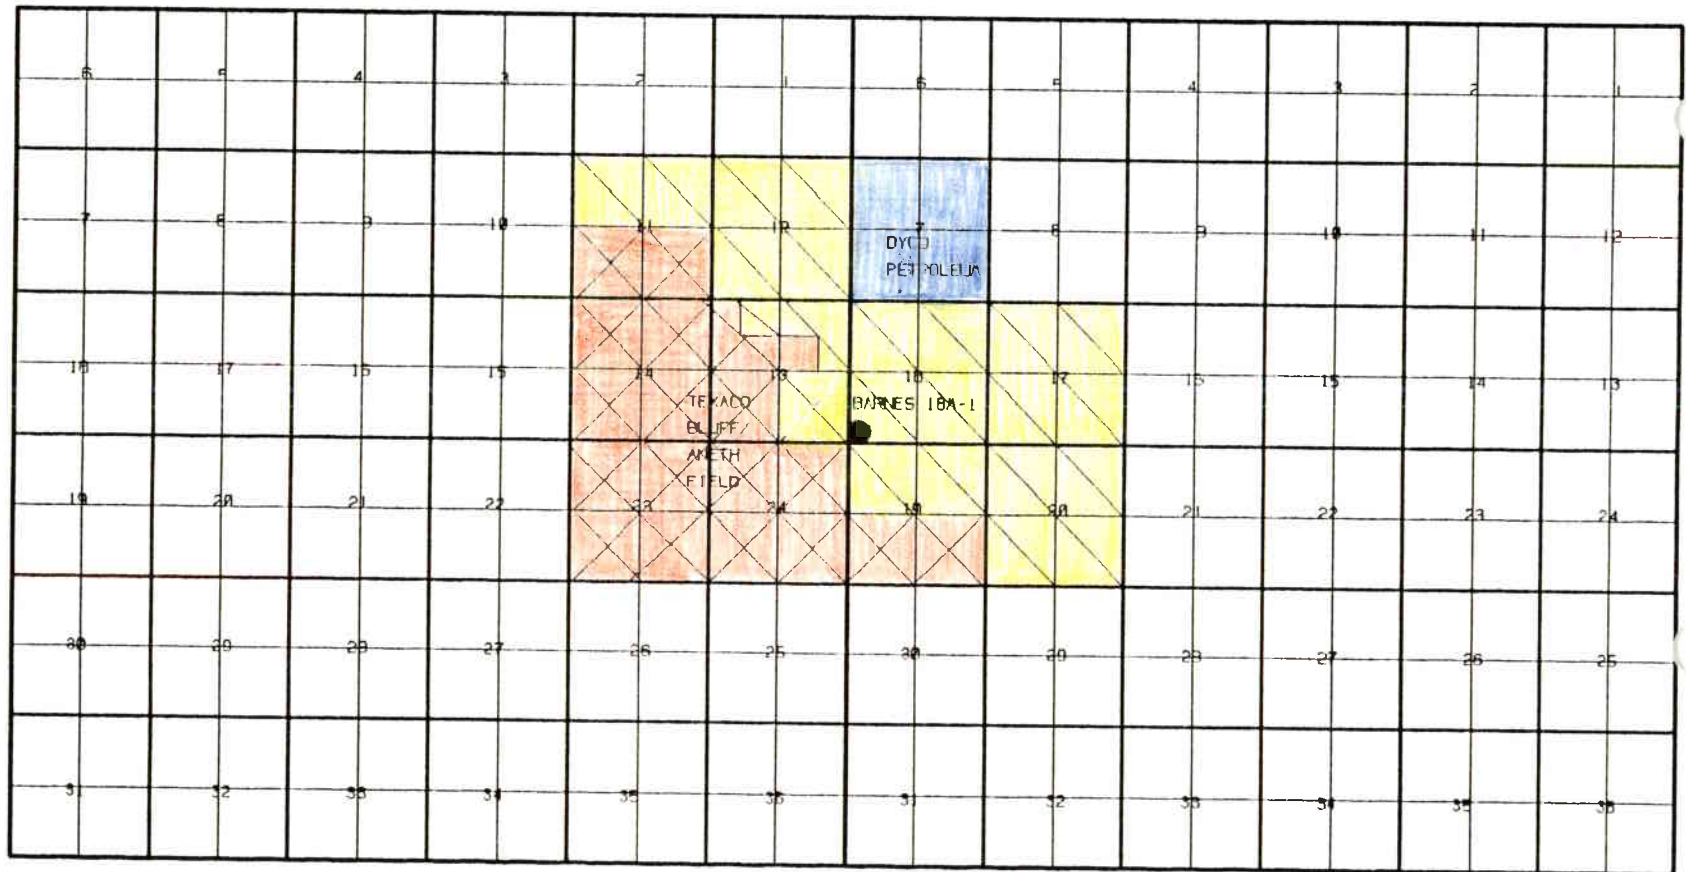 6 5 4 3 2 1 6 5 4 3 2 1
7 8 9 10 11 12 7 8 9 10 11 12
DYCO
PETROLEUM
18 17 16 15 14 13 18 17 16 15 14 13
TEXACO BARNES 18A-1
BLUFF/
ANETH
FIELD
19 20 21 22 23 24 19 20 21 22 23 24
30 29 28 27 26 25 30 29 28 27 26 25
31 32 33 34 35 36 31 32 33 34 35 36